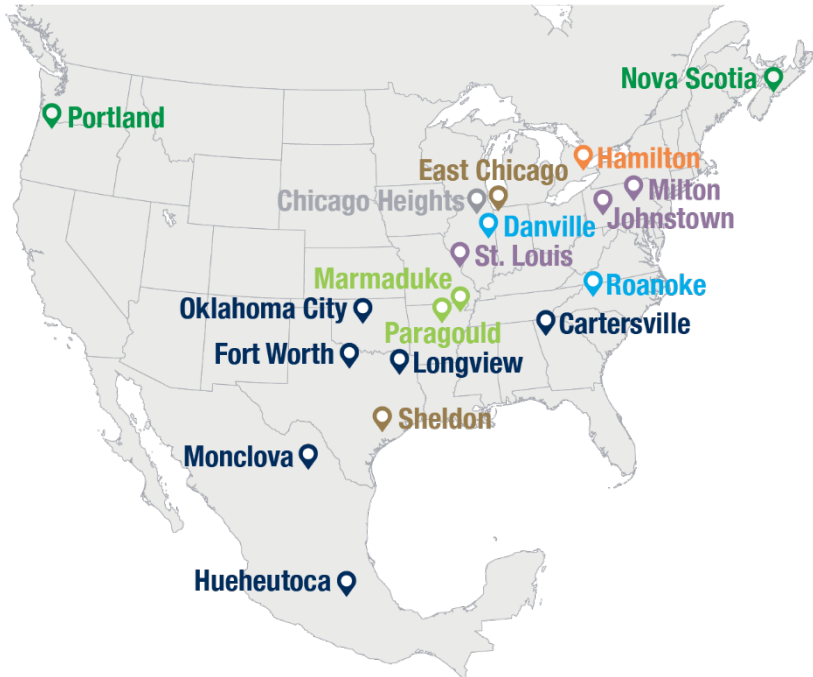 Nova Scotia
Portland
Hamilton
East Chicago
Milton
Chicago Heights
Johnstown
Danville
St. Louis
Marmaduke
Roanoke
Oklahoma City
Paragould
Cartersville
Fort Worth
Longview
Sheldon
Monclova
Hueheutoca